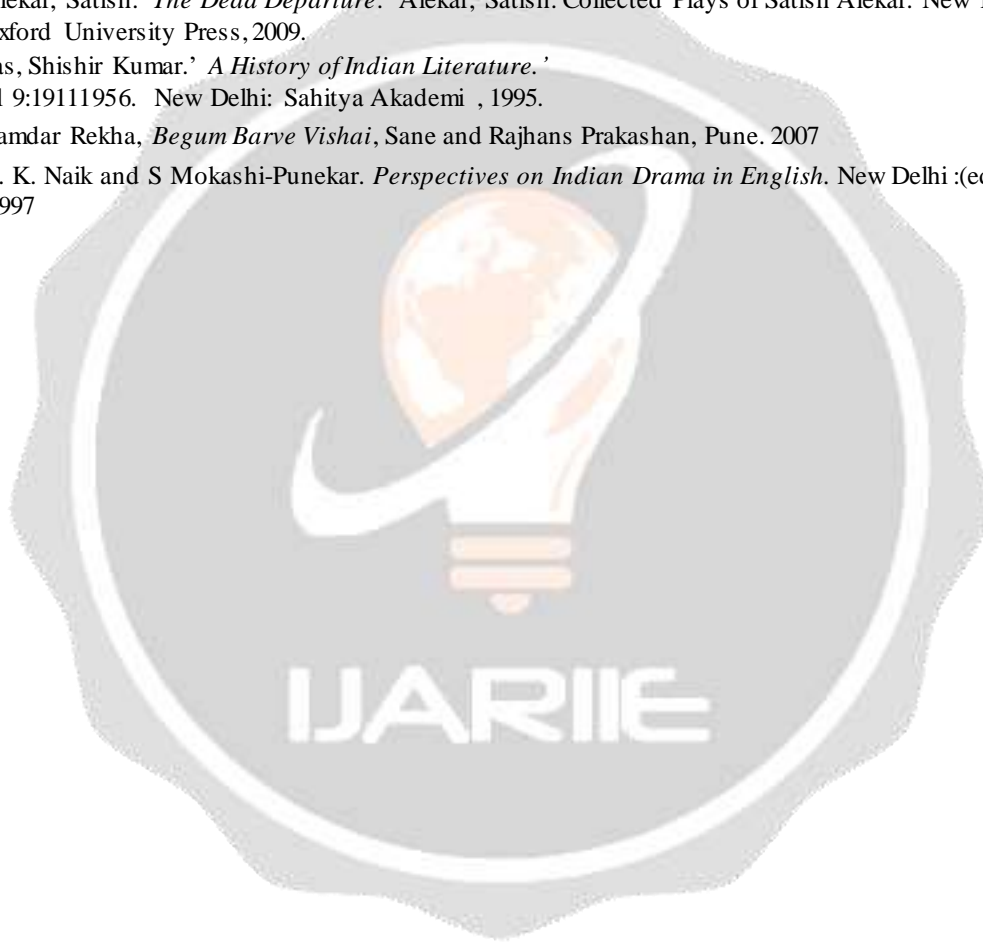 lekar, Satish. The Dead Departure. Alekar, Satish. Collected Plays of Satish Alekar. New
xford University Press, 2009.
as, Shishir Kumar.’ A History of Indian Literature.’
l 9:19111956. New Delhi: Sahitya Akademi , 1995.
amdar Rekha, Begum Barve Vishai, Sane and Rajhans Prakashan, Pune. 2007
. K. Naik and S Mokashi-Punekar. Perspectives on Indian Drama in English. New Delhi :(ed
997
IJARIIE